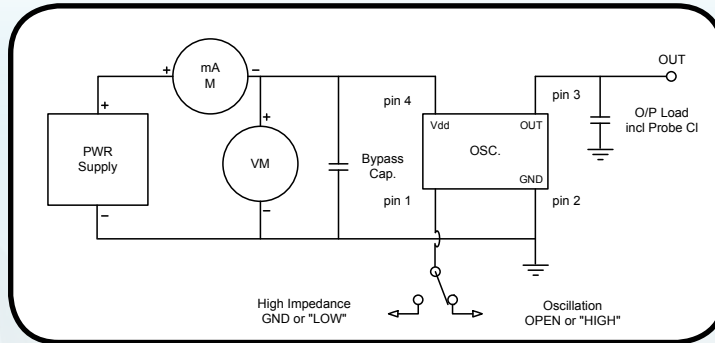 +
mA
M
−
OUT
+
PWR
Supply
−
+
VM
−
Bypass
Cap.
pin 4
Vdd
OUT
OSC.
GND
pin 1
pin 3
pin 2
O/P Load
incl Probe Cl
High Impedance
GND or "LOW"
Oscillation
OPEN or "HIGH"